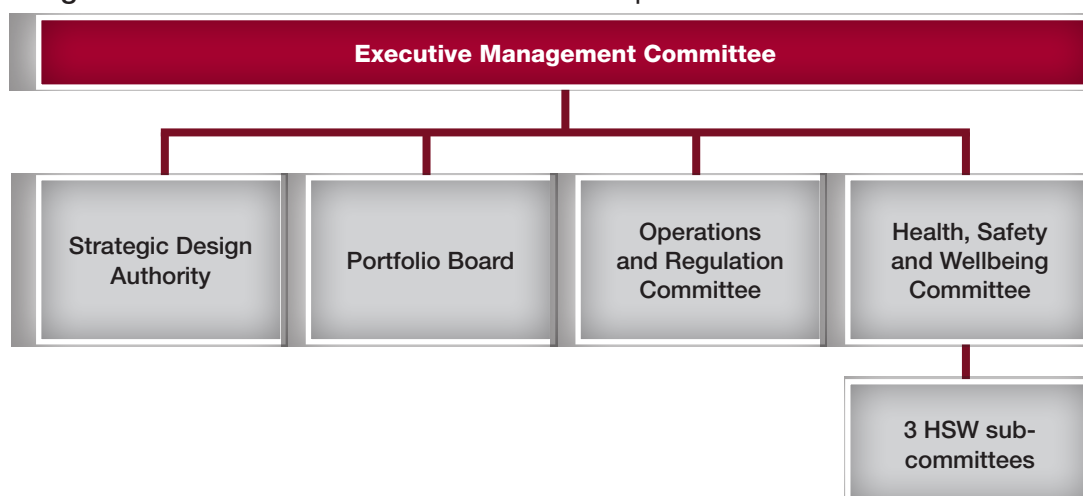 Executive Management Committee
Strategic Design
Authority
Portfolio Board
Operations
and Regulation
Committee
Health, Safety
and Wellbeing
Committee
3 HSW sub-
committees